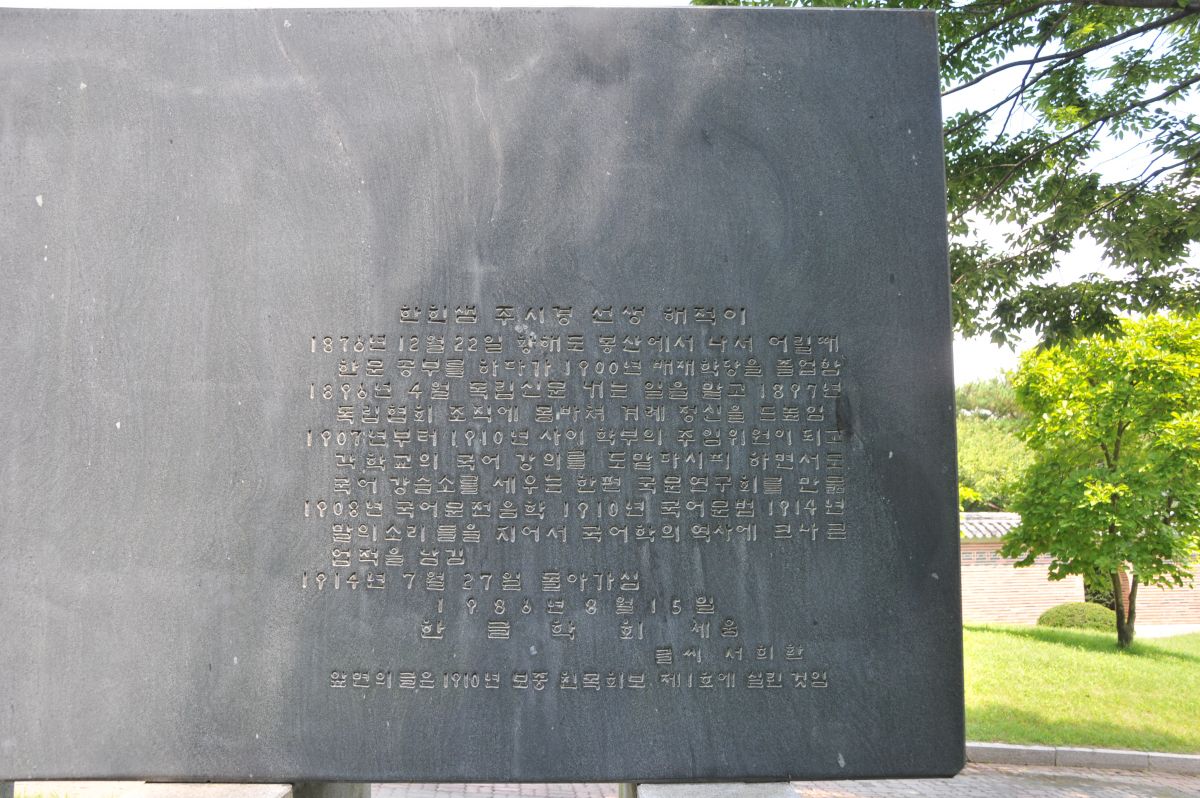 한힌샘 주시경 선생 해적이
1876년 12월 22일 황해도 봉산에서 나서 어릴때
한문 공부를 하다가 1900년 배재학당을 졸업함
1896년 4월 독립신문 내는 일을 맡고 1897년
독립협회 조직에 몸바쳐 겨레 정신을 드높임
1907년부터 1910년 사이 학부의 주임위원이 되고
각학교의 국어 강의를 도맡다시피 하면서도
국어 강습소를 세우는 한편 국문연구회를 만듦
1908년 국어문전음학 1910년 국어문법 1914년
말의소리 들을 지어서 국어학의 역사에 크나큰
업적을 남김
1914년 7월 27일 돌아가심
1986년 8월 15일
한글학회 세움
글씨 서희환
앞면의 글은 1910년 보중 친목회보 제1호에 실린 것임